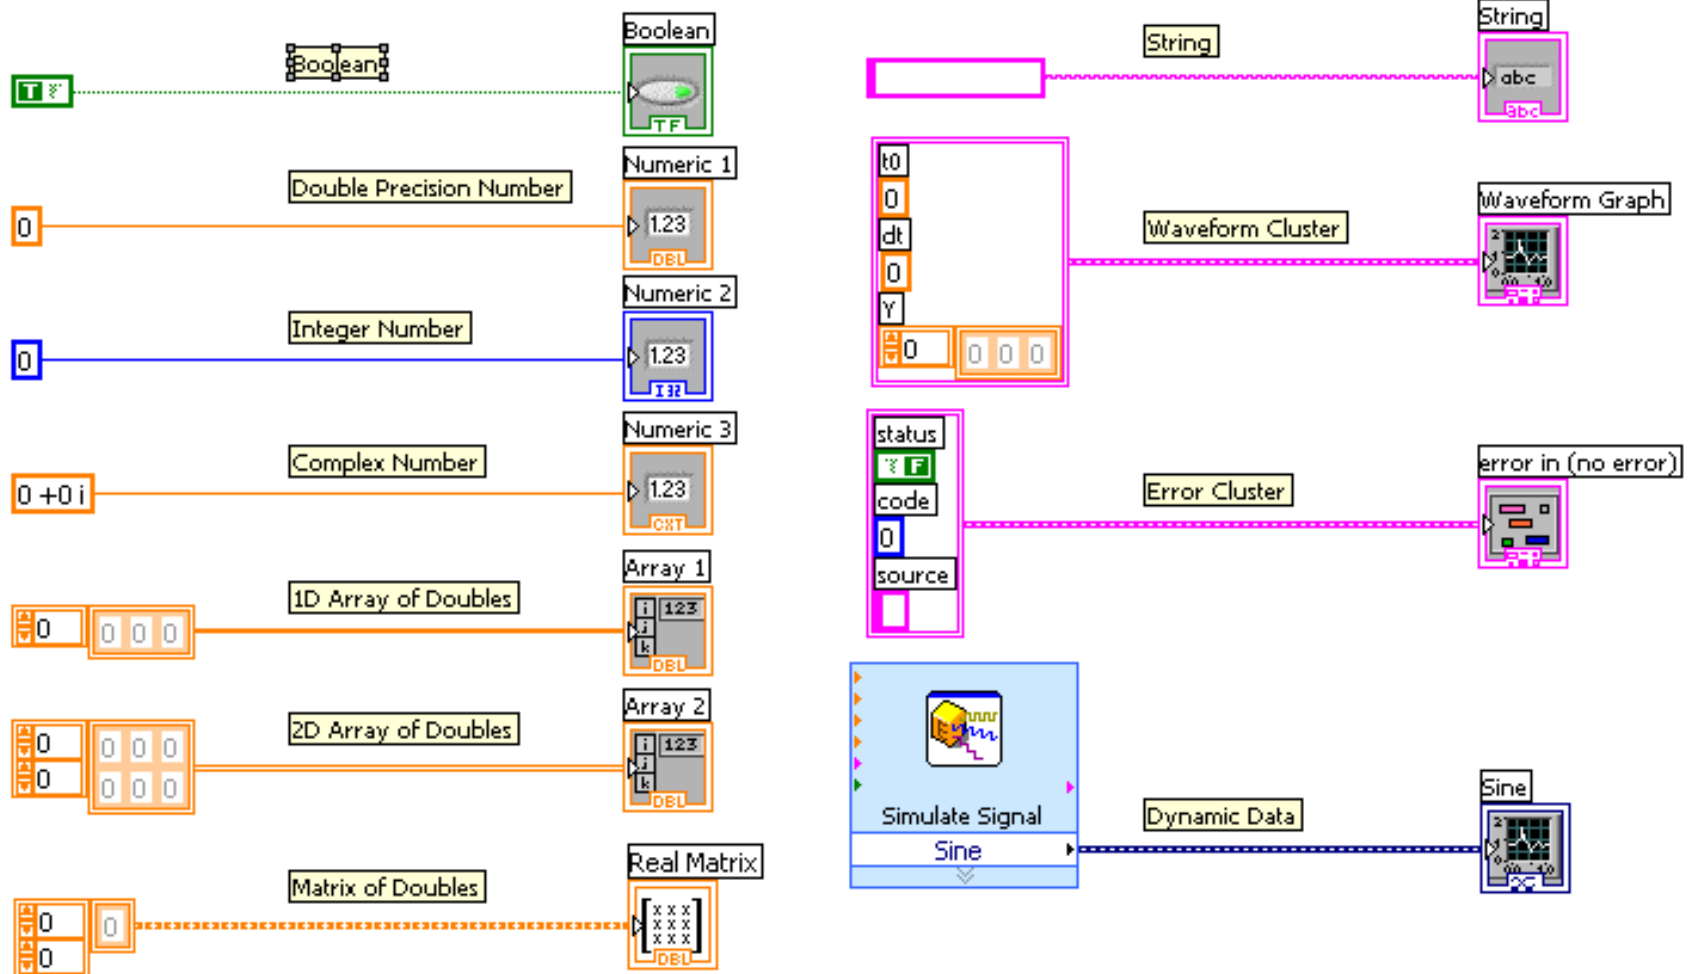 Boolean
Boolean
T
TF
Double Precision Number
Numeric 1
0
1.23
DBL
Integer Number
Numeric 2
0
1.23
I32
Complex Number
Numeric 3
0 +0 i
1.23
CXT
1D Array of Doubles
Array 1
0
0 0 0
i
j
k
123
DBL
2D Array of Doubles
Array 2
0
0
0 0 0
0 0 0
i
j
k
123
DBL
Matrix of Doubles
Real Matrix
0
0
0
x x x
x x x
x x x
DBL
String
String
abc
abc
t0
0
dt
0
Y
0
0 0 0
Waveform Cluster
Waveform Graph
status
F
code
0
source
Error Cluster
error in (no error)
Simulate Signal
Sine
Dynamic Data
Sine